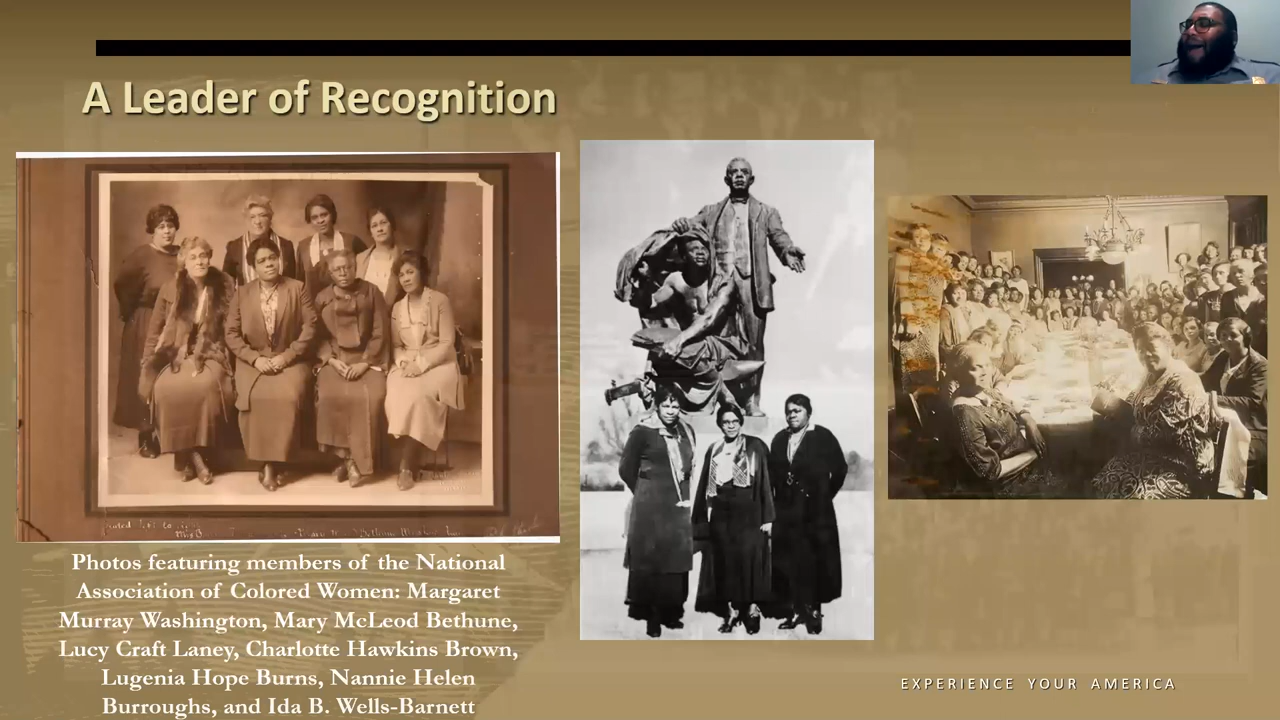 A Leader of Recognition
Photos featuring members of the National
Association of Colored Women: Margaret
Murray Washington, Mary McLeod Bethune,
Lucy Craft Laney, Charlotte Hawkins Brown,
Lugenia Hope Burns, Nannie Helen
Burroughs, and Ida B. Wells-Barnett
EXPERIENCE YOUR AMERICA